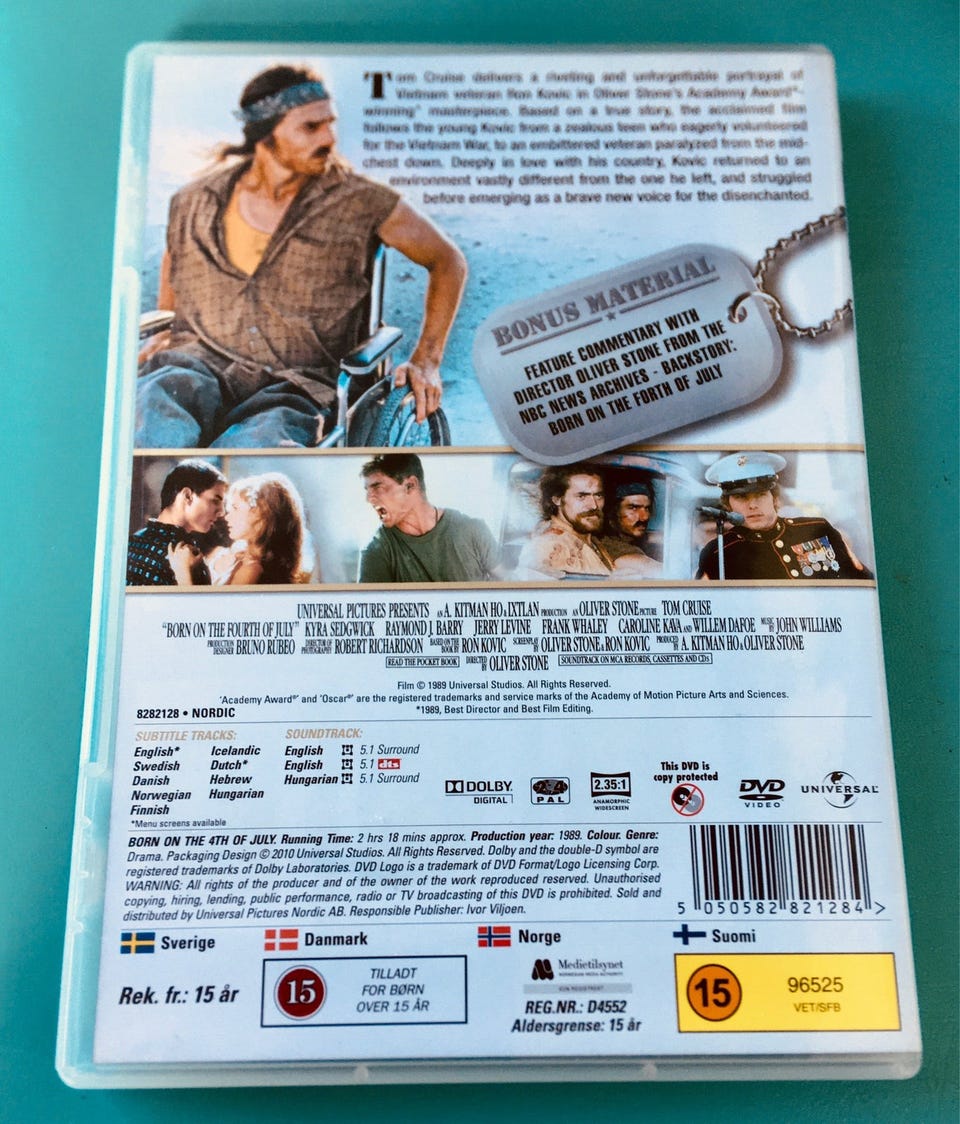 Tom Cruise delivers a riveting and unforgettable portrayal of
Vietnam veteran Ron Kovic in Oliver Stone's Academy Award®-
winning* masterpiece. Based on a true story, the acclaimed film
follows the young Kovic from a zealous teen who eagerly volunteered
for the Vietnam War, to an embittered veteran paralyzed from the mid-
chest down. Deeply in love with his country, Kovic returned to an
environment vastly different from the one he left, and struggled
before emerging as a brave new voice for the disenchanted.
BONUS MATERIAL
FEATURE COMMENTARY WITH
DIRECTOR OLIVER STONE FROM THE
NBC NEWS ARCHIVES - BACKSTORY:
BORN ON THE FORTH OF JULY
UNIVERSAL PICTURES PRESENTS AN A. KITMAN HO & IXTLAN PRODUCTION AN OLIVER STONE PICTURE TOM CRUISE
"BORN ON THE FOURTH OF JULY" KYRA SEDGWICK RAYMOND J. BARRY JERRY LEVINE FRANK WHALEY CAROLINE KAVA AND WILLEM DAFOE MUSIC BY JOHN WILLIAMS
PRODUCTION DESIGNER BRUNO RUBEO DIRECTOR OF PHOTOGRAPHY ROBERT RICHARDSON BASED ON THE BOOK BY RON KOVIC SCREENPLAY BY OLIVER STONE & RON KOVIC PRODUCED BY A. KITMAN HO & OLIVER STONE
READ THE POCKET BOOK DIRECTED BY OLIVER STONE SOUNDTRACK ON MCA RECORDS, CASSETTES AND CDs
Film © 1989 Universal Studios. All Rights Reserved.
'Academy Award®' and 'Oscar®' are the registered trademarks and service marks of the Academy of Motion Picture Arts and Sciences.
*1989, Best Director and Best Film Editing.
8282128 • NORDIC
SUBTITLE TRACKS: SOUNDTRACK:
English* Icelandic English 5.1 Surround
Swedish Dutch* English 5.1 dts
Danish Hebrew Hungarian 5.1 Surround
Norwegian Hungarian
Finnish
*Menu screens available
DOLBY DIGITAL
PAL
2.35:1
ANAMORPHIC WIDESCREEN
This DVD is
copy protected
DVD VIDEO
UNIVERSAL
BORN ON THE 4TH OF JULY. Running Time: 2 hrs 18 mins approx. Production year: 1989. Colour. Genre:
Drama. Packaging Design © 2010 Universal Studios. All Rights Reserved. Dolby and the double-D symbol are
registered trademarks of Dolby Laboratories. DVD Logo is a trademark of DVD Format/Logo Licensing Corp.
WARNING: All rights of the producer and of the owner of the work reproduced reserved. Unauthorised
copying, hiring, lending, public performance, radio or TV broadcasting of this DVD is prohibited. Sold and
distributed by Universal Pictures Nordic AB. Responsible Publisher: Ivor Viljoen.
5 050582 821284 >
Sverige Danmark Norge Suomi
Rek. fr.: 15 år
15
TILLADT
FOR BØRN
OVER 15 ÅR
Medietilsynet
NORWEGIAN MEDIA AUTHORITY
REG.NR.: D4552
Aldersgrense: 15 år
15
96525
VET/SFB